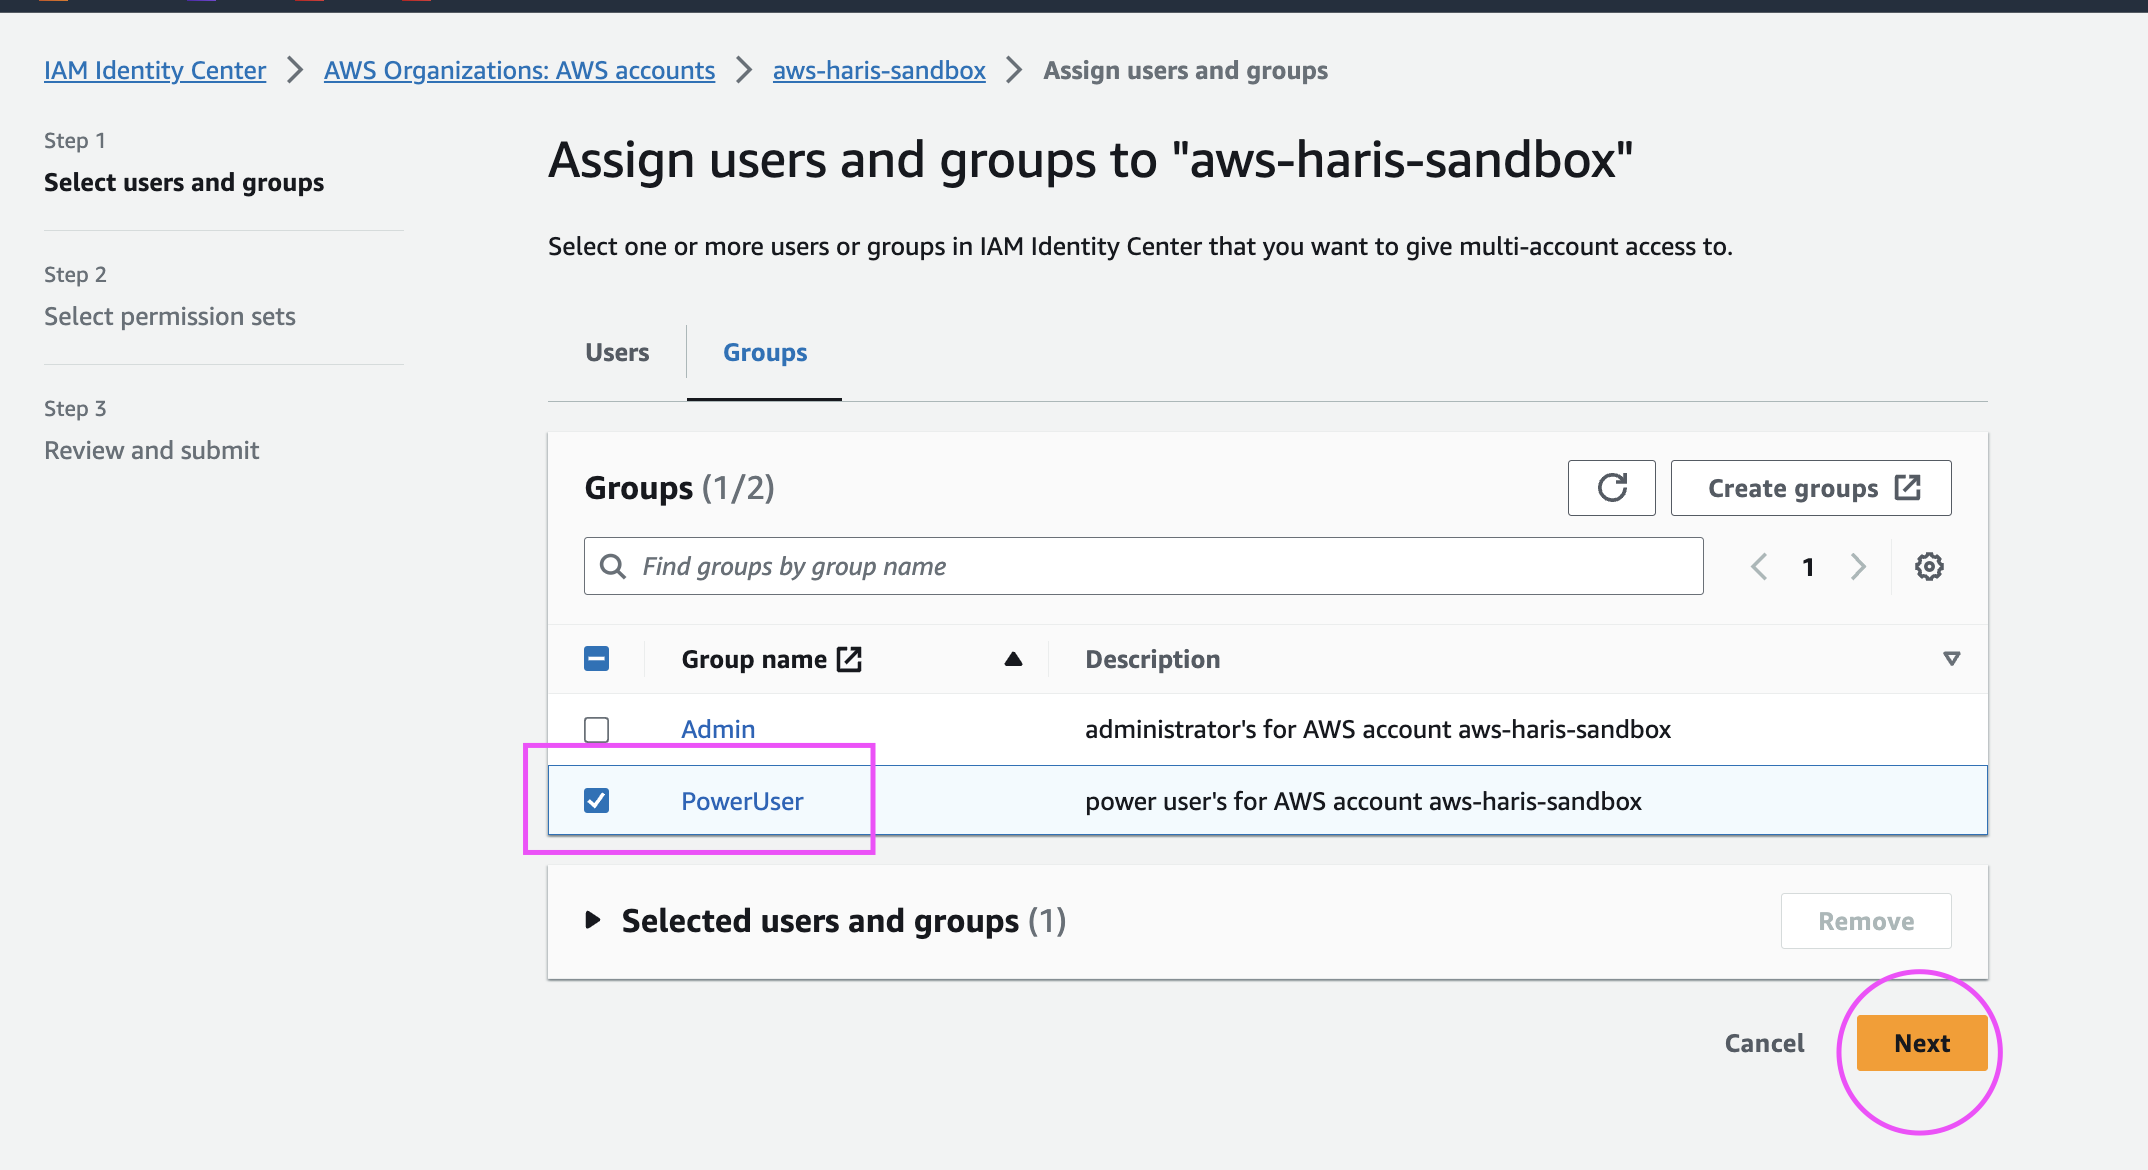 IAM Identity Center
AWS Organizations: AWS accounts
aws-haris-sandbox
Assign users and groups
Step 1
Select users and groups
Step 2
Select permission sets
Step 3
Review and submit
Assign users and groups to "aws-haris-sandbox"
Select one or more users or groups in IAM Identity Center that you want to give multi-account access to.
Users
Groups
Groups (1/2)
Create groups
Find groups by group name
1
Group name
Description
Admin
administrator's for AWS account aws-haris-sandbox
PowerUser
power user's for AWS account aws-haris-sandbox
Selected users and groups (1)
Remove
Cancel
Next